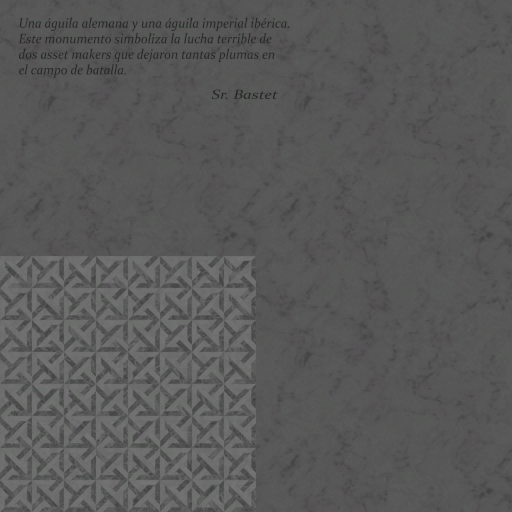 Una águila alemana y una águila imperial ibérica.
Este monumento simboliza la lucha terrible de
dos asset makers que dejaron tantas plumas en
el campo de batalla.
Sr. Bastet